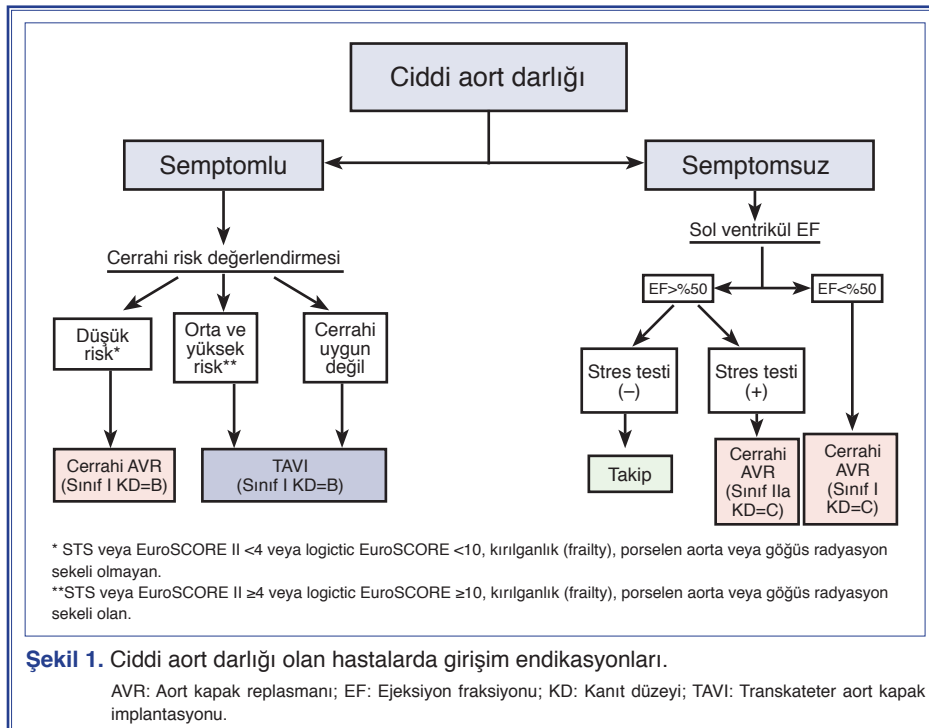 Ciddi aort darlığı
Semptomlu
Semptomsuz
Cerrahi risk değerlendirmesi
Sol ventrikül EF
EF>%50
EF<%50
Düşük
risk*
Orta ve
yüksek
risk**
Cerrahi
uygun
değil
Stres testi
(–)
Stres testi
(+)
Cerrahi AVR
(Sınıf I KD=B)
TAVI
(Sınıf I KD=B)
Takip
Cerrahi
AVR
(Sınıf IIa
KD=C)
Cerrahi
AVR
(Sınıf I
KD=C)
* STS veya EuroSCORE II <4 veya logictic EuroSCORE <10, kırılganlık (frailty), porselen aorta veya göğüs radyasyon
sekeli olmayan.
**STS veya EuroSCORE II ≥4 veya logictic EuroSCORE ≥10, kırılganlık (frailty), porselen aorta veya göğüs radyasyon
sekeli olan.
Şekil 1. Ciddi aort darlığı olan hastalarda girişim endikasyonları.
AVR: Aort kapak replasmanı; EF: Ejeksiyon fraksiyonu; KD: Kanıt düzeyi; TAVI: Transkateter aort kapak
implantasyonu.